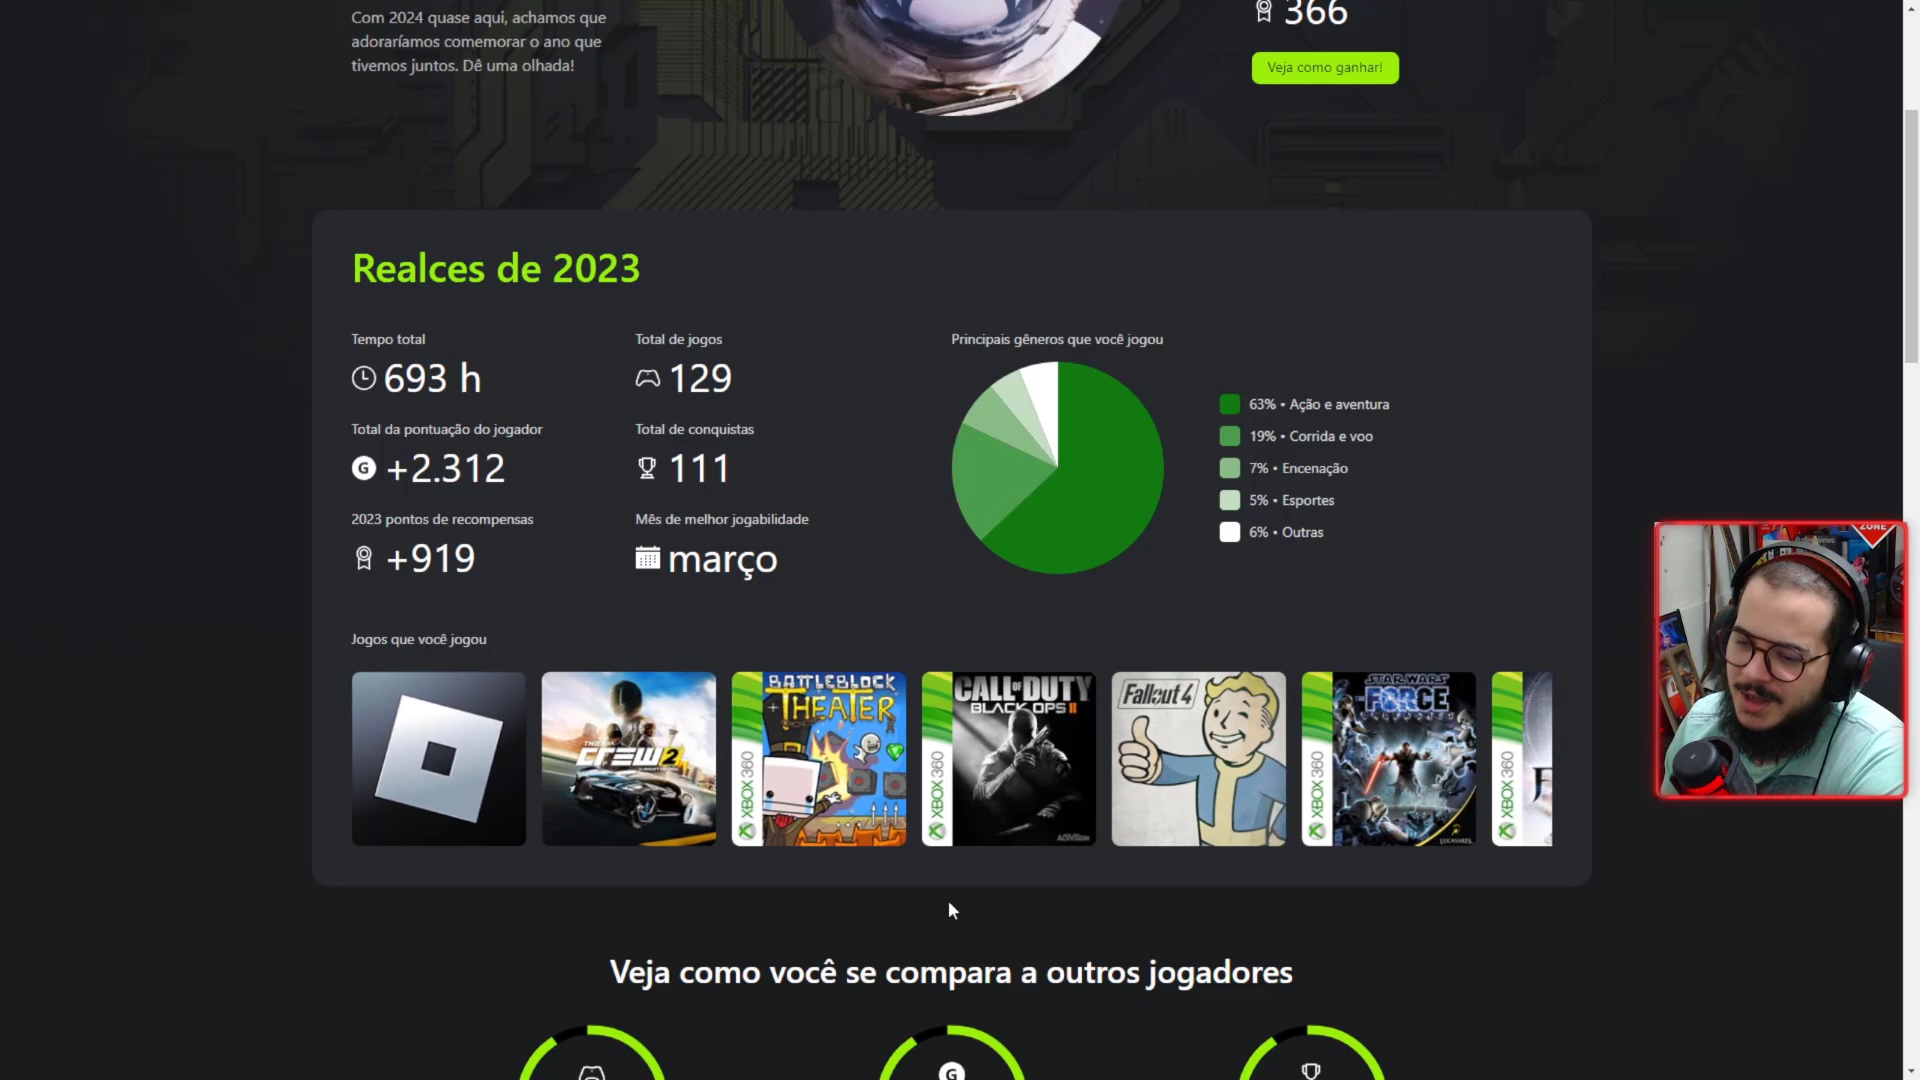 Com 2024 quase aqui, achamos que
adoraríamos comemorar o ano que
tivemos juntos. Dê uma olhada!
366
Veja como ganhar!
Realces de 2023
Tempo total
693 h
Total de jogos
129
Total da pontuação do jogador
G +2.312
Total de conquistas
111
2023 pontos de recompensas
+919
Mês de melhor jogabilidade
março
Principais gêneros que você jogou
63% • Ação e aventura
19% • Corrida e voo
7% • Encenação
5% • Esportes
6% • Outras
Jogos que você jogou
THE CREW 2
XBOX 360
BATTLEBLOCK
THEATER
XBOX 360
CALL OF DUTY
BLACK OPS II
ACTIVISION
Fallout 4
XBOX 360
STAR WARS
THE FORCE
UNLEASHED
LUCASARTS
XBOX 360
ZONE
Veja como você se compara a outros jogadores
G